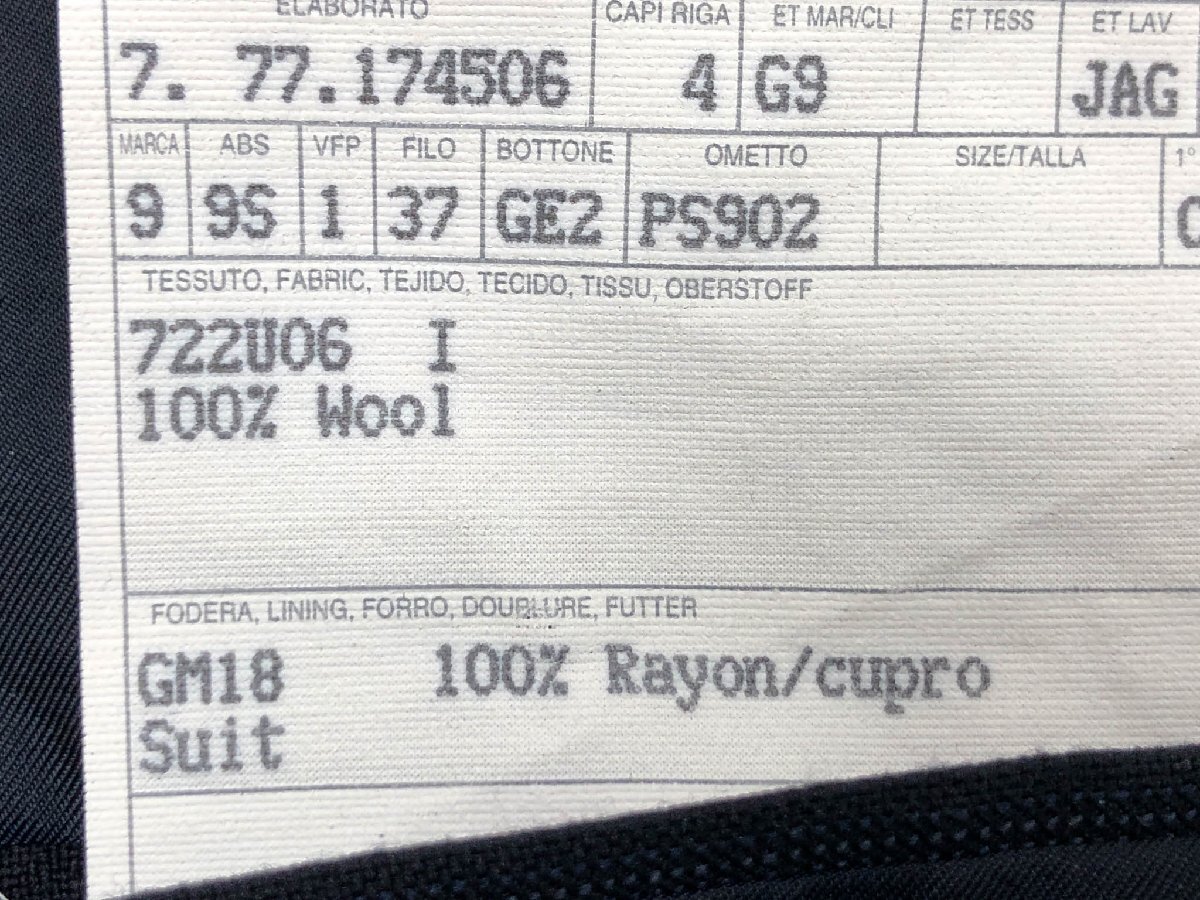 ELABORATO CAPI RIGA ET MAR/CLI ET TESS ET LAV
7. 77.174506 4 G9 JAG
MARCA ABS VFP FILO BOTTONE OMETTO SIZE/TALLA 1°
9 9S 1 37 GE2 PS902
TESSUTO, FABRIC, TEJIDO, TECIDO, TISSU, OBERSTOFF
722U06 I
100% Wool
FODERA, LINING, FORRO, DOUBLURE, FUTTER
GM18 100% Rayon/cupro
Suit